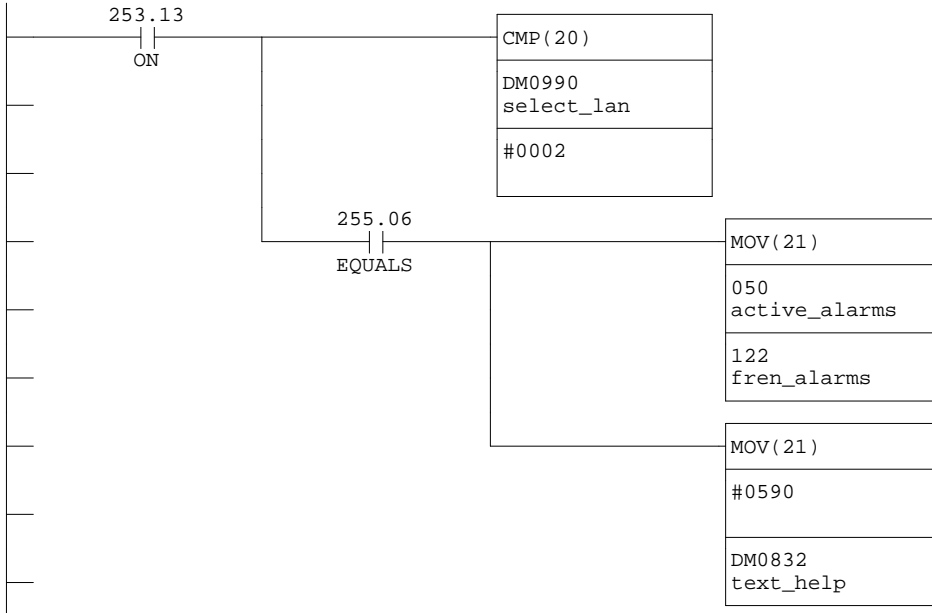 253.13
ON
CMP(20)
DM0990
select_lan
#0002
255.06
EQUALS
MOV(21)
050
active_alarms
122
fren_alarms
MOV(21)
#0590
DM0832
text_help